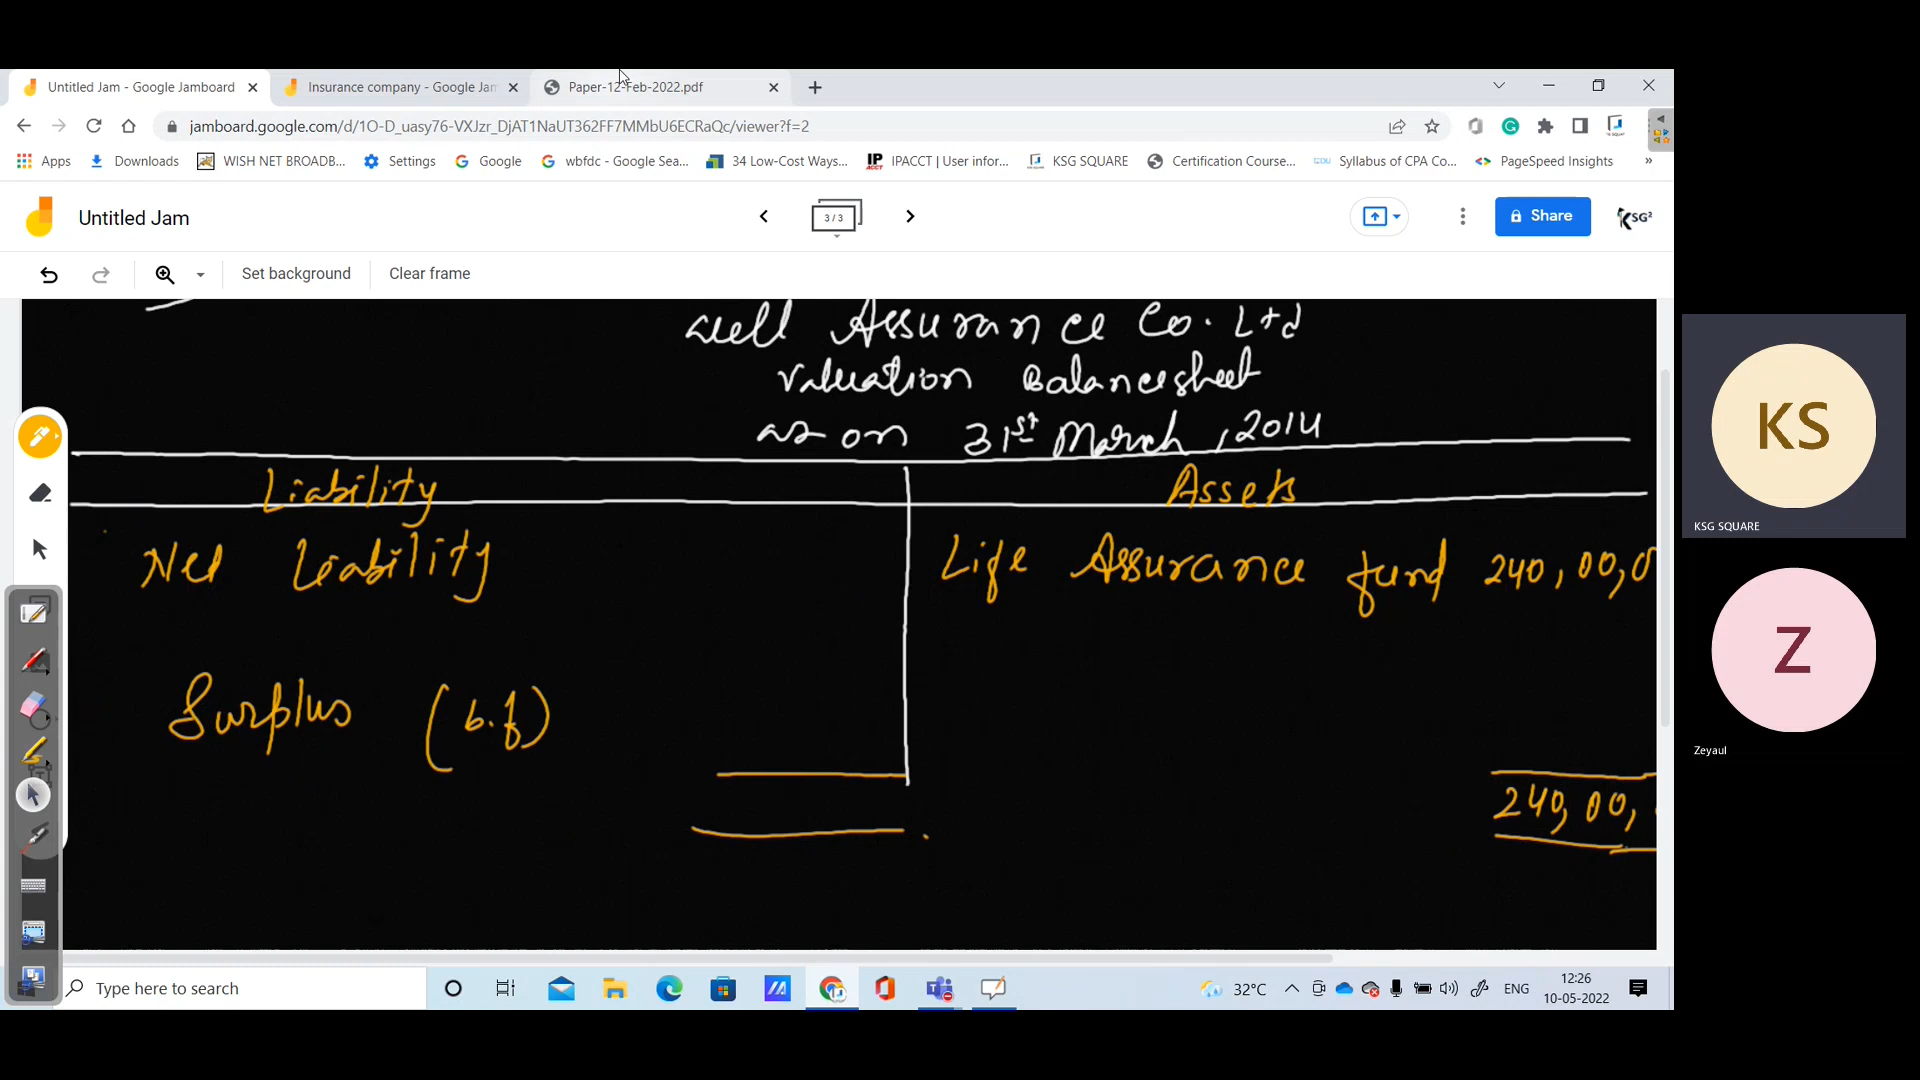 Untitled Jam - Google Jamboard
Insurance company - Google Jam
Paper-12-Feb-2022.pdf
jamboard.google.com/d/1O-D_uasy76-VXJzr_DjAT1NaUT362FF7MMbU6ECRaQc/viewer?f=2
Apps Downloads WISH NET BROADB... Settings Google wbfdc - Google Sea... 34 Low-Cost Ways... IPACCT | User infor... KSG SQUARE Certification Course... Syllabus of CPA Co... PageSpeed Insights »
Untitled Jam
3 / 3
Share
KSG²
Set background
Clear frame
well Assurance Co. Ltd
Valuation Balancesheet
as on 31st March, 2014
Liability Assets
Net Liability Life Assurance fund 240,00,0
Surplus (b.f)
240,00,
KS
KSG SQUARE
Z
Zeyaul
Type here to search
32°C
ENG
12:26
10-05-2022